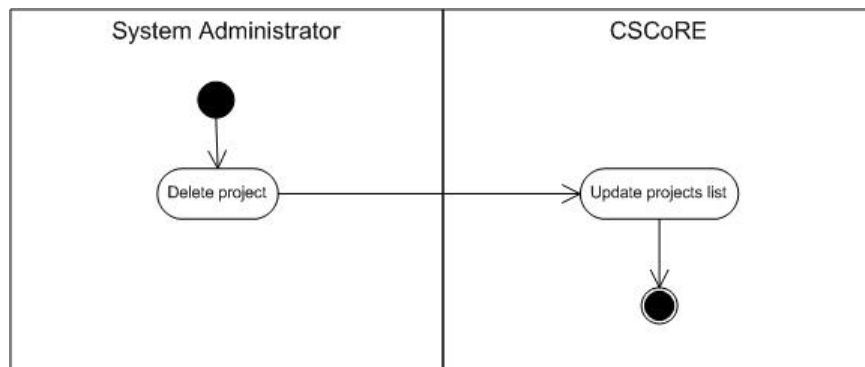 System Administrator
CSCoRE
Delete project
Update projects list